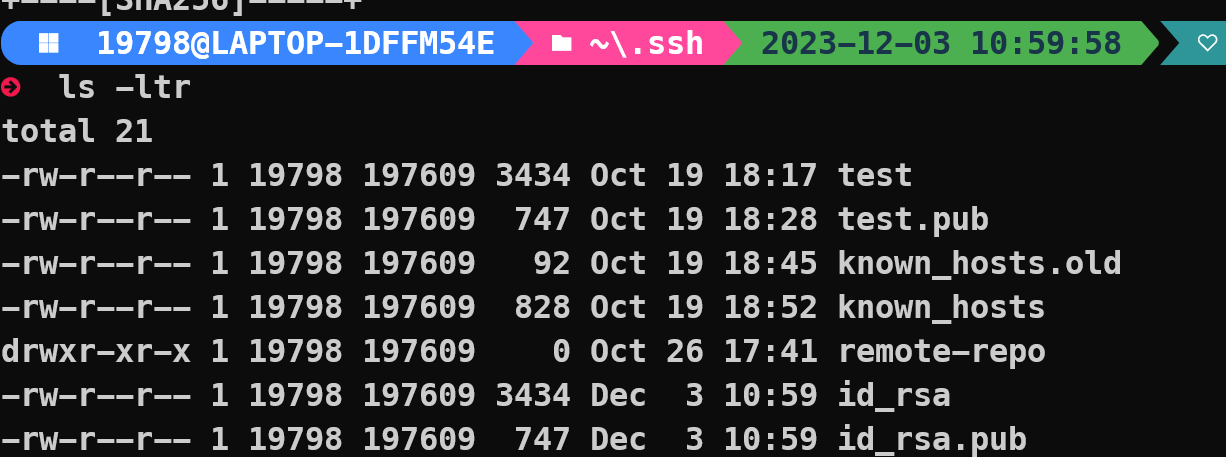 +----[SHA256]-----+
19798@LAPTOP-1DFFM54E ~\.ssh 2023-12-03 10:59:58
ls -ltr
total 21
-rw-r--r-- 1 19798 197609 3434 Oct 19 18:17 test
-rw-r--r-- 1 19798 197609  747 Oct 19 18:28 test.pub
-rw-r--r-- 1 19798 197609   92 Oct 19 18:45 known_hosts.old
-rw-r--r-- 1 19798 197609  828 Oct 19 18:52 known_hosts
drwxr-xr-x 1 19798 197609    0 Oct 26 17:41 remote-repo
-rw-r--r-- 1 19798 197609 3434 Dec  3 10:59 id_rsa
-rw-r--r-- 1 19798 197609  747 Dec  3 10:59 id_rsa.pub